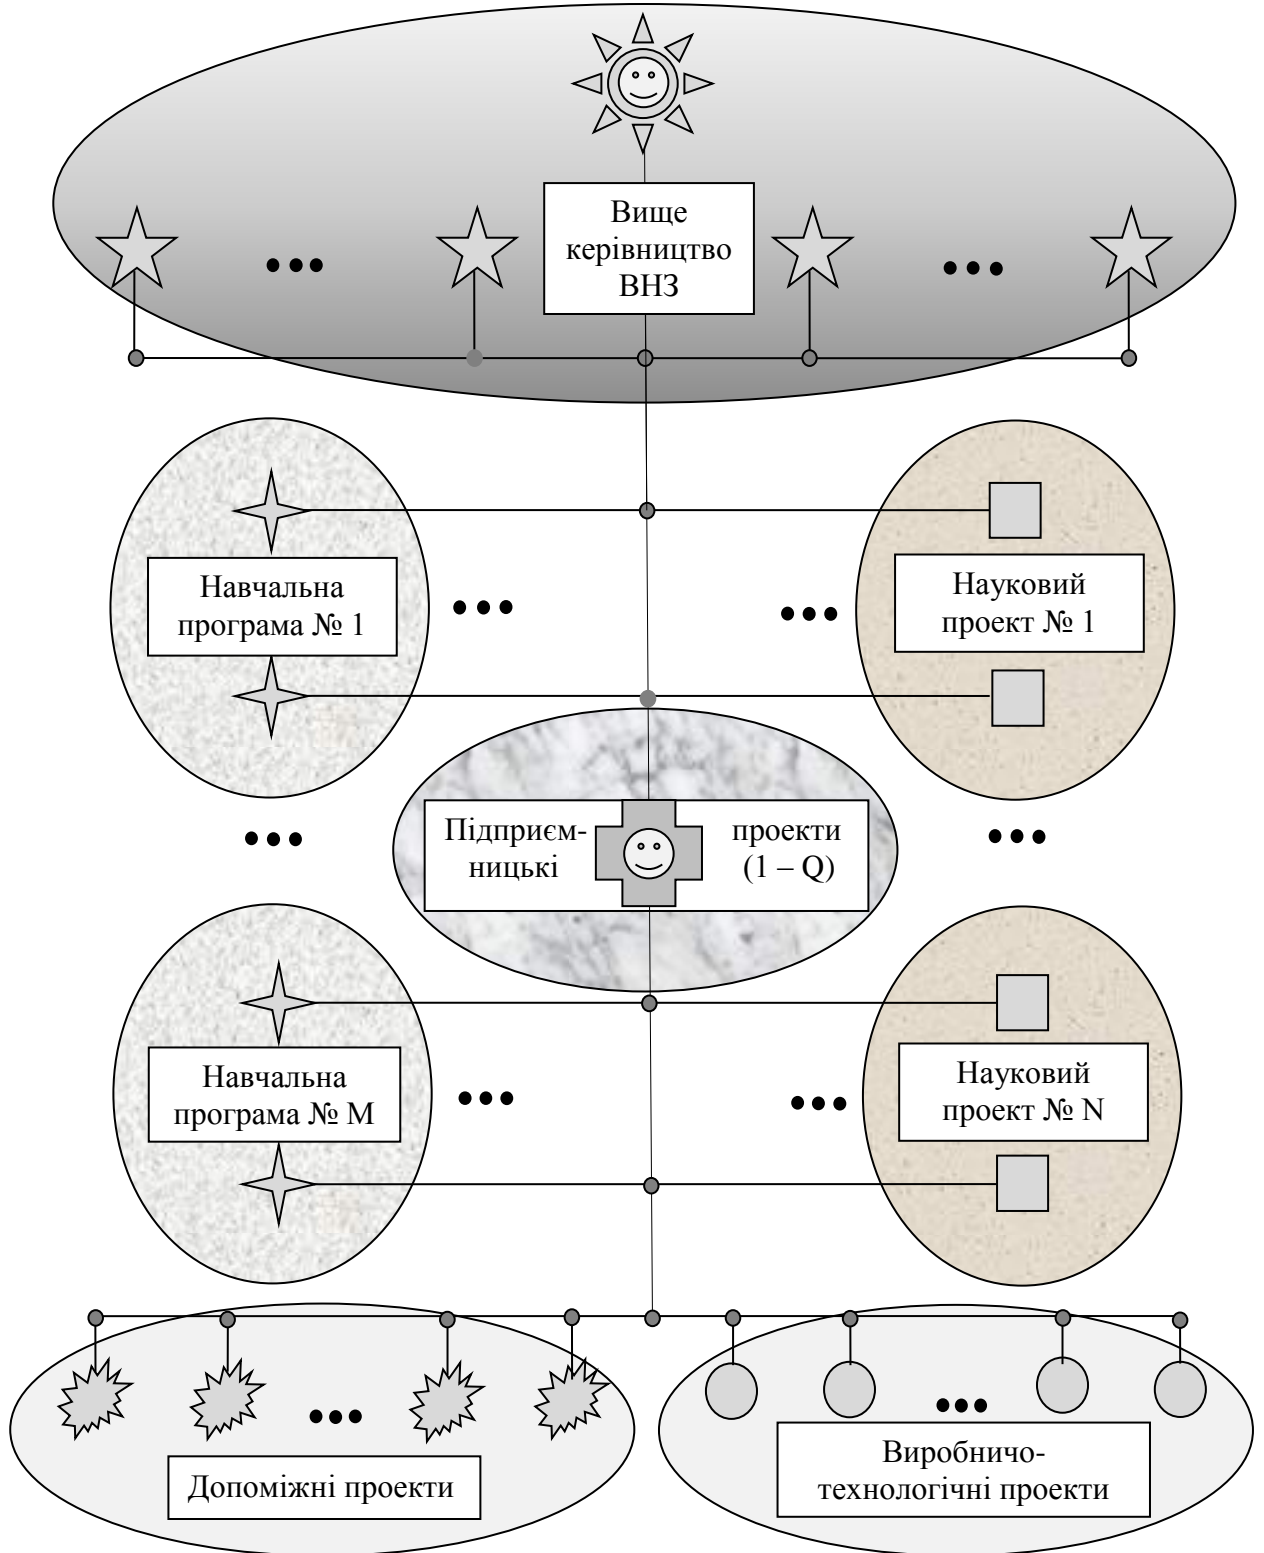 Вище
керівництво
ВНЗ
Навчальна
програма № 1
Науковий
проект № 1
Підприєм-
ницькі
проекти
(1 – Q)
Навчальна
програма № M
Науковий
проект № N
Допоміжні проекти
Виробничо-
технологічні проекти